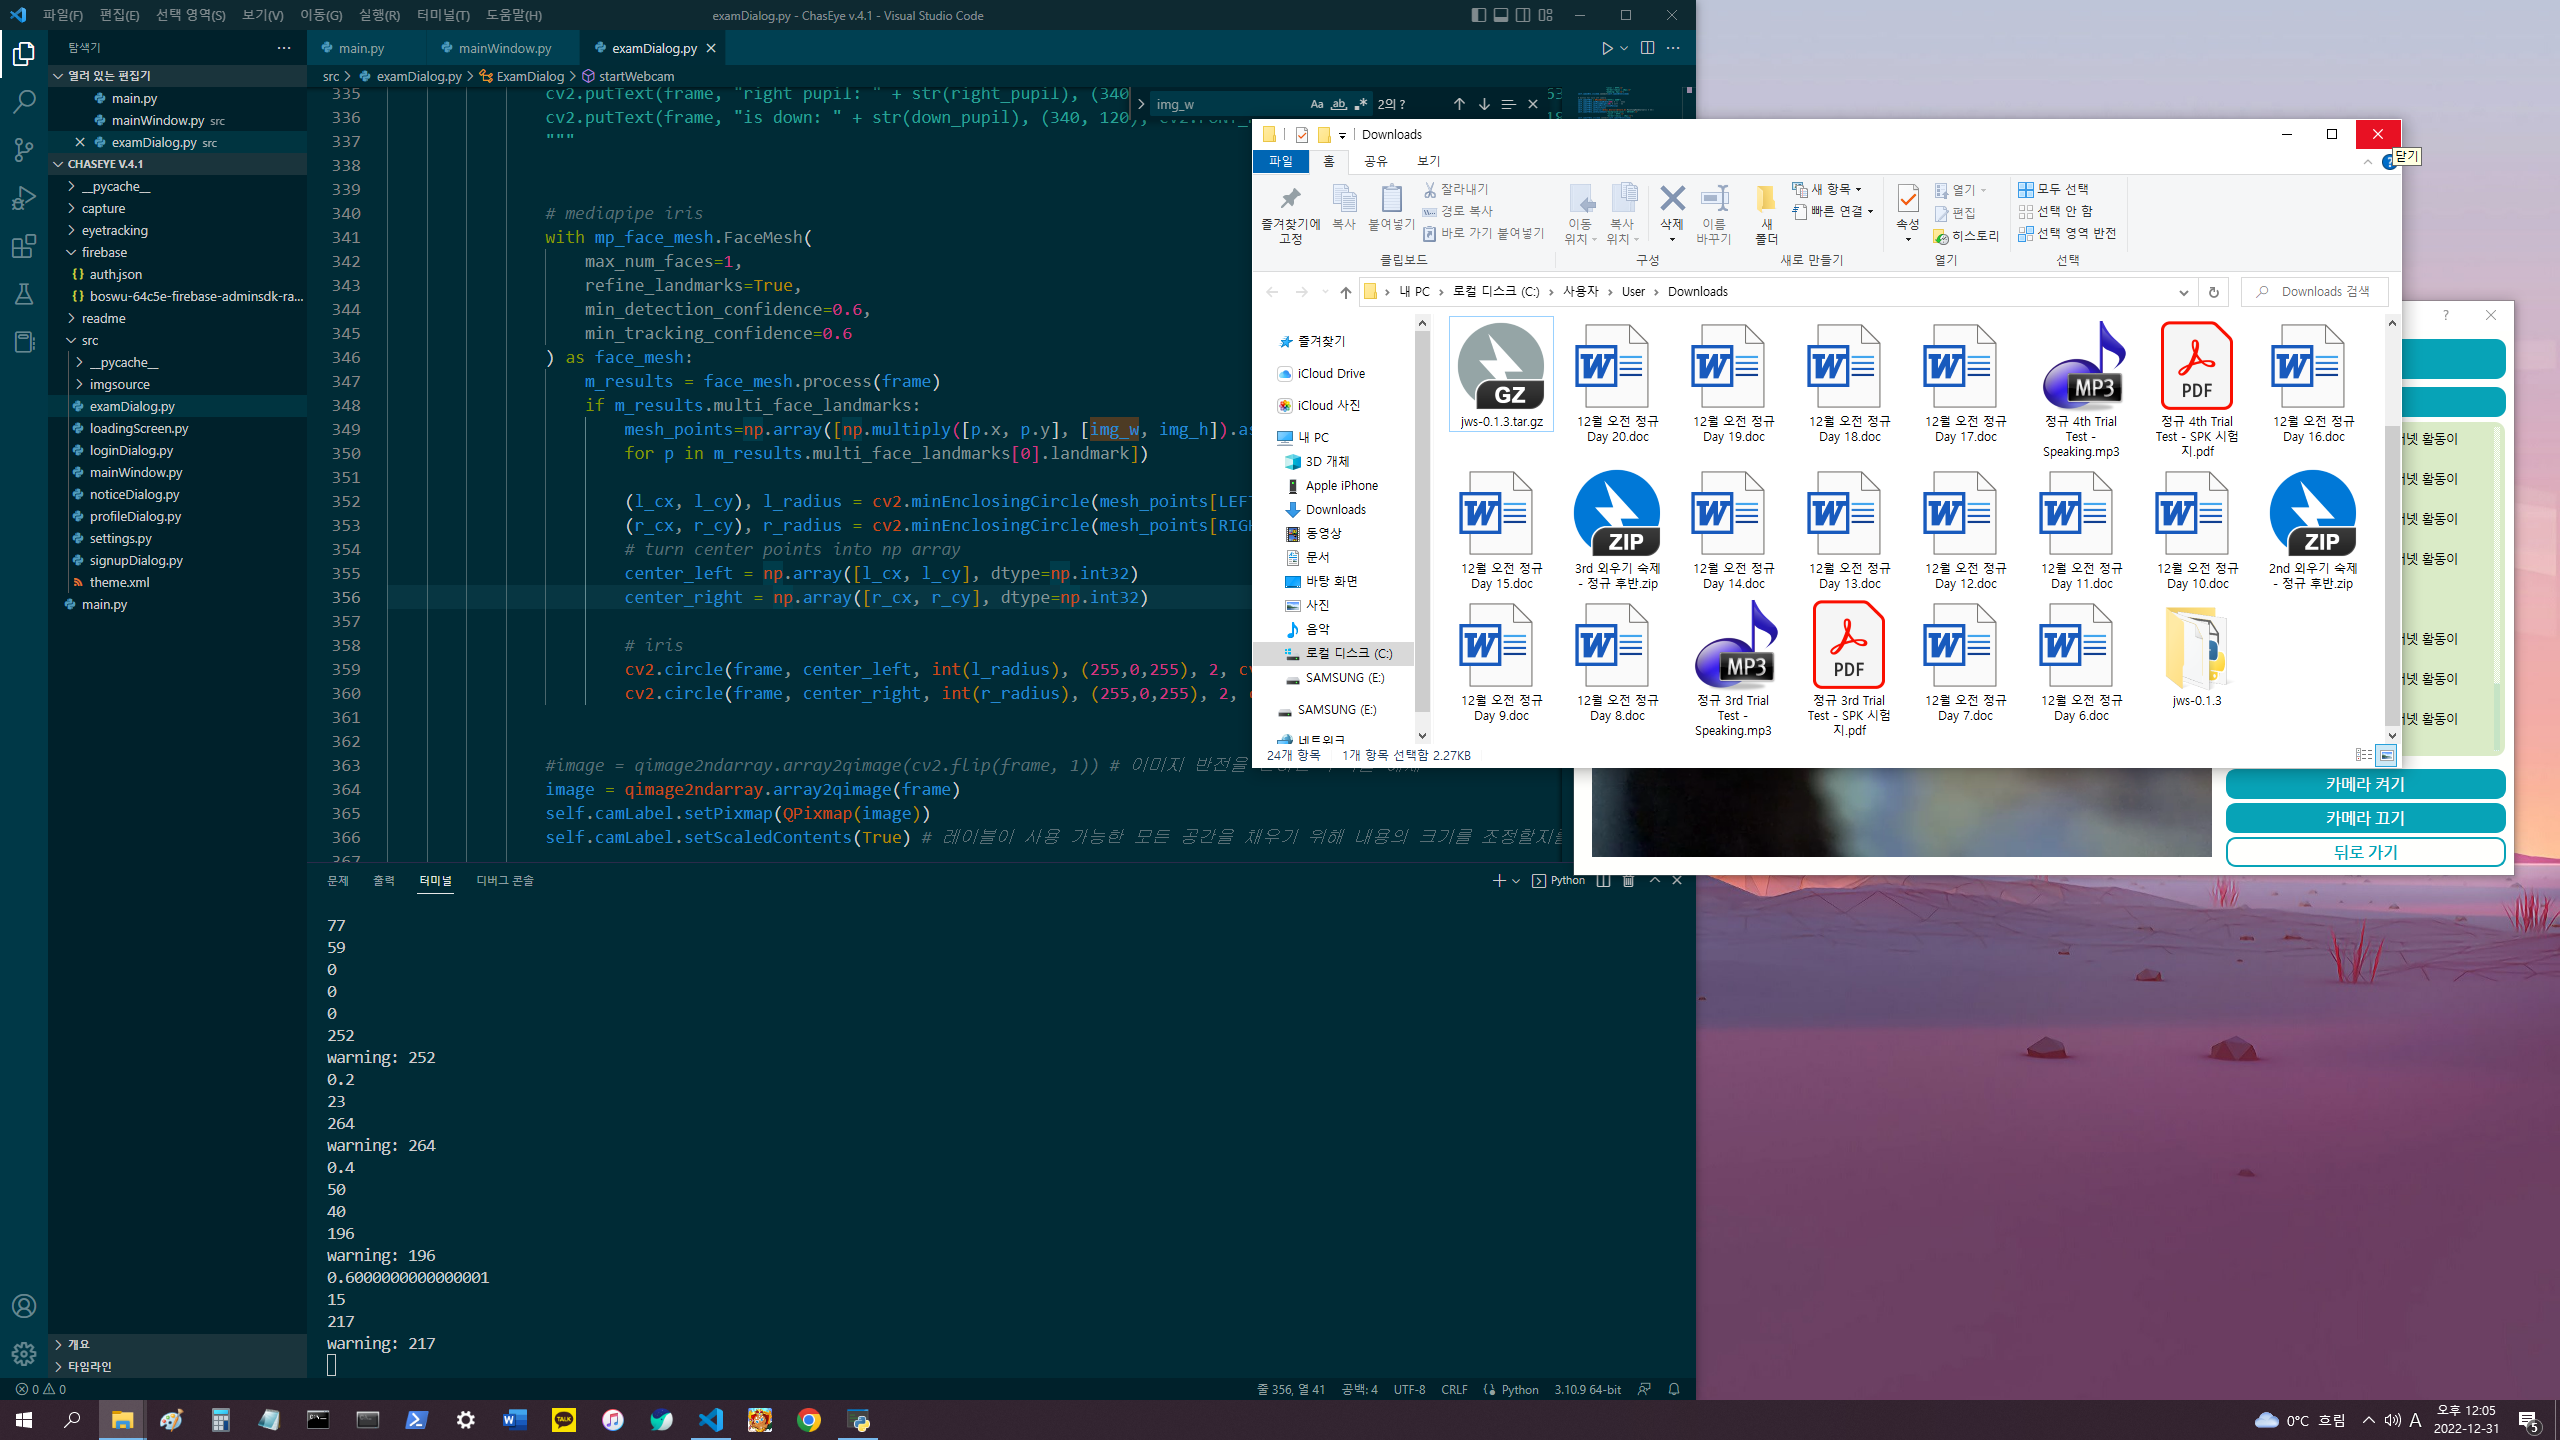 파일(F) 편집(E) 선택 영역(S) 보기(V) 이동(G) 실행(R) 터미널(T) 도움말(H)
examDialog.py - ChasEye v.4.1 - Visual Studio Code
탐색기
열려 있는 편집기
main.py
mainWindow.py src
examDialog.py src
CHASEYE V.4.1
__pycache__
capture
eyetracking
firebase
auth.json
boswu-64c5e-firebase-adminsdk-ra...
readme
src
__pycache__
imgsource
examDialog.py
loadingScreen.py
loginDialog.py
mainWindow.py
noticeDialog.py
profileDialog.py
settings.py
signupDialog.py
theme.xml
main.py
개요
타임라인
main.py
mainWindow.py
examDialog.py
src > examDialog.py > ExamDialog > startWebcam
img_w
Aa ab
2의 ?
335 cv2.putText(frame, "right pupil: " + str(right_pupil), (340
336 cv2.putText(frame, "is down: " + str(down_pupil), (340, 120), cv2.FONT_
337 """
338
339
340 # mediapipe iris
341 with mp_face_mesh.FaceMesh(
342 max_num_faces=1,
343 refine_landmarks=True,
344 min_detection_confidence=0.6,
345 min_tracking_confidence=0.6
346 ) as face_mesh:
347 m_results = face_mesh.process(frame)
348 if m_results.multi_face_landmarks:
349 mesh_points=np.array([np.multiply([p.x, p.y], [img_w, img_h]).as
350 for p in m_results.multi_face_landmarks[0].landmark])
351
352 (l_cx, l_cy), l_radius = cv2.minEnclosingCircle(mesh_points[LEFT
353 (r_cx, r_cy), r_radius = cv2.minEnclosingCircle(mesh_points[RIGH
354 # turn center points into np array
355 center_left = np.array([l_cx, l_cy], dtype=np.int32)
356 center_right = np.array([r_cx, r_cy], dtype=np.int32)
357
358 # iris
359 cv2.circle(frame, center_left, int(l_radius), (255,0,255), 2, cv
360 cv2.circle(frame, center_right, int(r_radius), (255,0,255), 2, c
361
362
363 #image = qimage2ndarray.array2qimage(cv2.flip(frame, 1)) # 이미지 반전을
364 image = qimage2ndarray.array2qimage(frame)
365 self.camLabel.setPixmap(QPixmap(image))
366 self.camLabel.setScaledContents(True) # 레이블이 사용 가능한 모든 공간을 채우기 위해 내용의 크기를 조정할지를
367
문제 출력 터미널 디버그 콘솔
Python
77
59
0
0
0
252
warning: 252
0.2
23
264
warning: 264
0.4
50
40
196
warning: 196
0.6000000000000001
15
217
warning: 217
0 0
줄 356, 열 41 공백: 4 UTF-8 CRLF Python 3.10.9 64-bit
Downloads
닫기
파일 홈 공유 보기
즐겨찾기에 고정
복사
붙여넣기
잘라내기
경로 복사
바로 가기 붙여넣기
클립보드
이동 위치
복사 위치
삭제
이름 바꾸기
구성
새 폴더
새 항목
빠른 연결
새로 만들기
속성
열기
편집
히스토리
열기
모두 선택
선택 안 함
선택 영역 반전
선택
내 PC > 로컬 디스크 (C:) > 사용자 > User > Downloads
Downloads 검색
즐겨찾기
iCloud Drive
iCloud 사진
내 PC
3D 개체
Apple iPhone
Downloads
동영상
문서
바탕 화면
사진
음악
로컬 디스크 (C:)
SAMSUNG (E:)
SAMSUNG (E:)
네트워크
GZ
jws-0.1.3.tar.gz
12월 오전 정규 Day 20.doc
12월 오전 정규 Day 19.doc
12월 오전 정규 Day 18.doc
12월 오전 정규 Day 17.doc
MP3
정규 4th Trial Test - Speaking.mp3
PDF
정규 4th Trial Test - SPK 시험지.pdf
12월 오전 정규 Day 16.doc
12월 오전 정규 Day 15.doc
ZIP
3rd 외우기 숙제 - 정규 후반.zip
12월 오전 정규 Day 14.doc
12월 오전 정규 Day 13.doc
12월 오전 정규 Day 12.doc
12월 오전 정규 Day 11.doc
12월 오전 정규 Day 10.doc
ZIP
2nd 외우기 숙제 - 정규 후반.zip
12월 오전 정규 Day 9.doc
12월 오전 정규 Day 8.doc
MP3
정규 3rd Trial Test - Speaking.mp3
PDF
정규 3rd Trial Test - SPK 시험지.pdf
12월 오전 정규 Day 7.doc
12월 오전 정규 Day 6.doc
jws-0.1.3
24개 항목 1개 항목 선택함 2.27KB
활동이
활동이
활동이
활동이
활동이
활동이
활동이
카메라 켜기
카메라 끄기
뒤로 가기
TALK
0°C 흐림
A
오후 12:05
2022-12-31
5